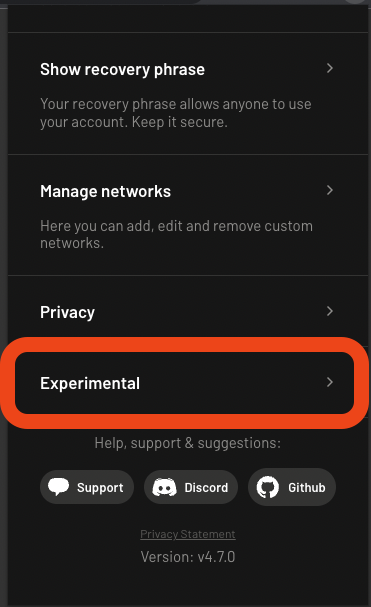 Show recovery phrase
Your recovery phrase allows anyone to use
your account. Keep it secure.
Manage networks
Here you can add, edit and remove custom
networks.
Privacy
Experimental
Help, support & suggestions:
Support Discord Github
Privacy Statement
Version: v4.7.0